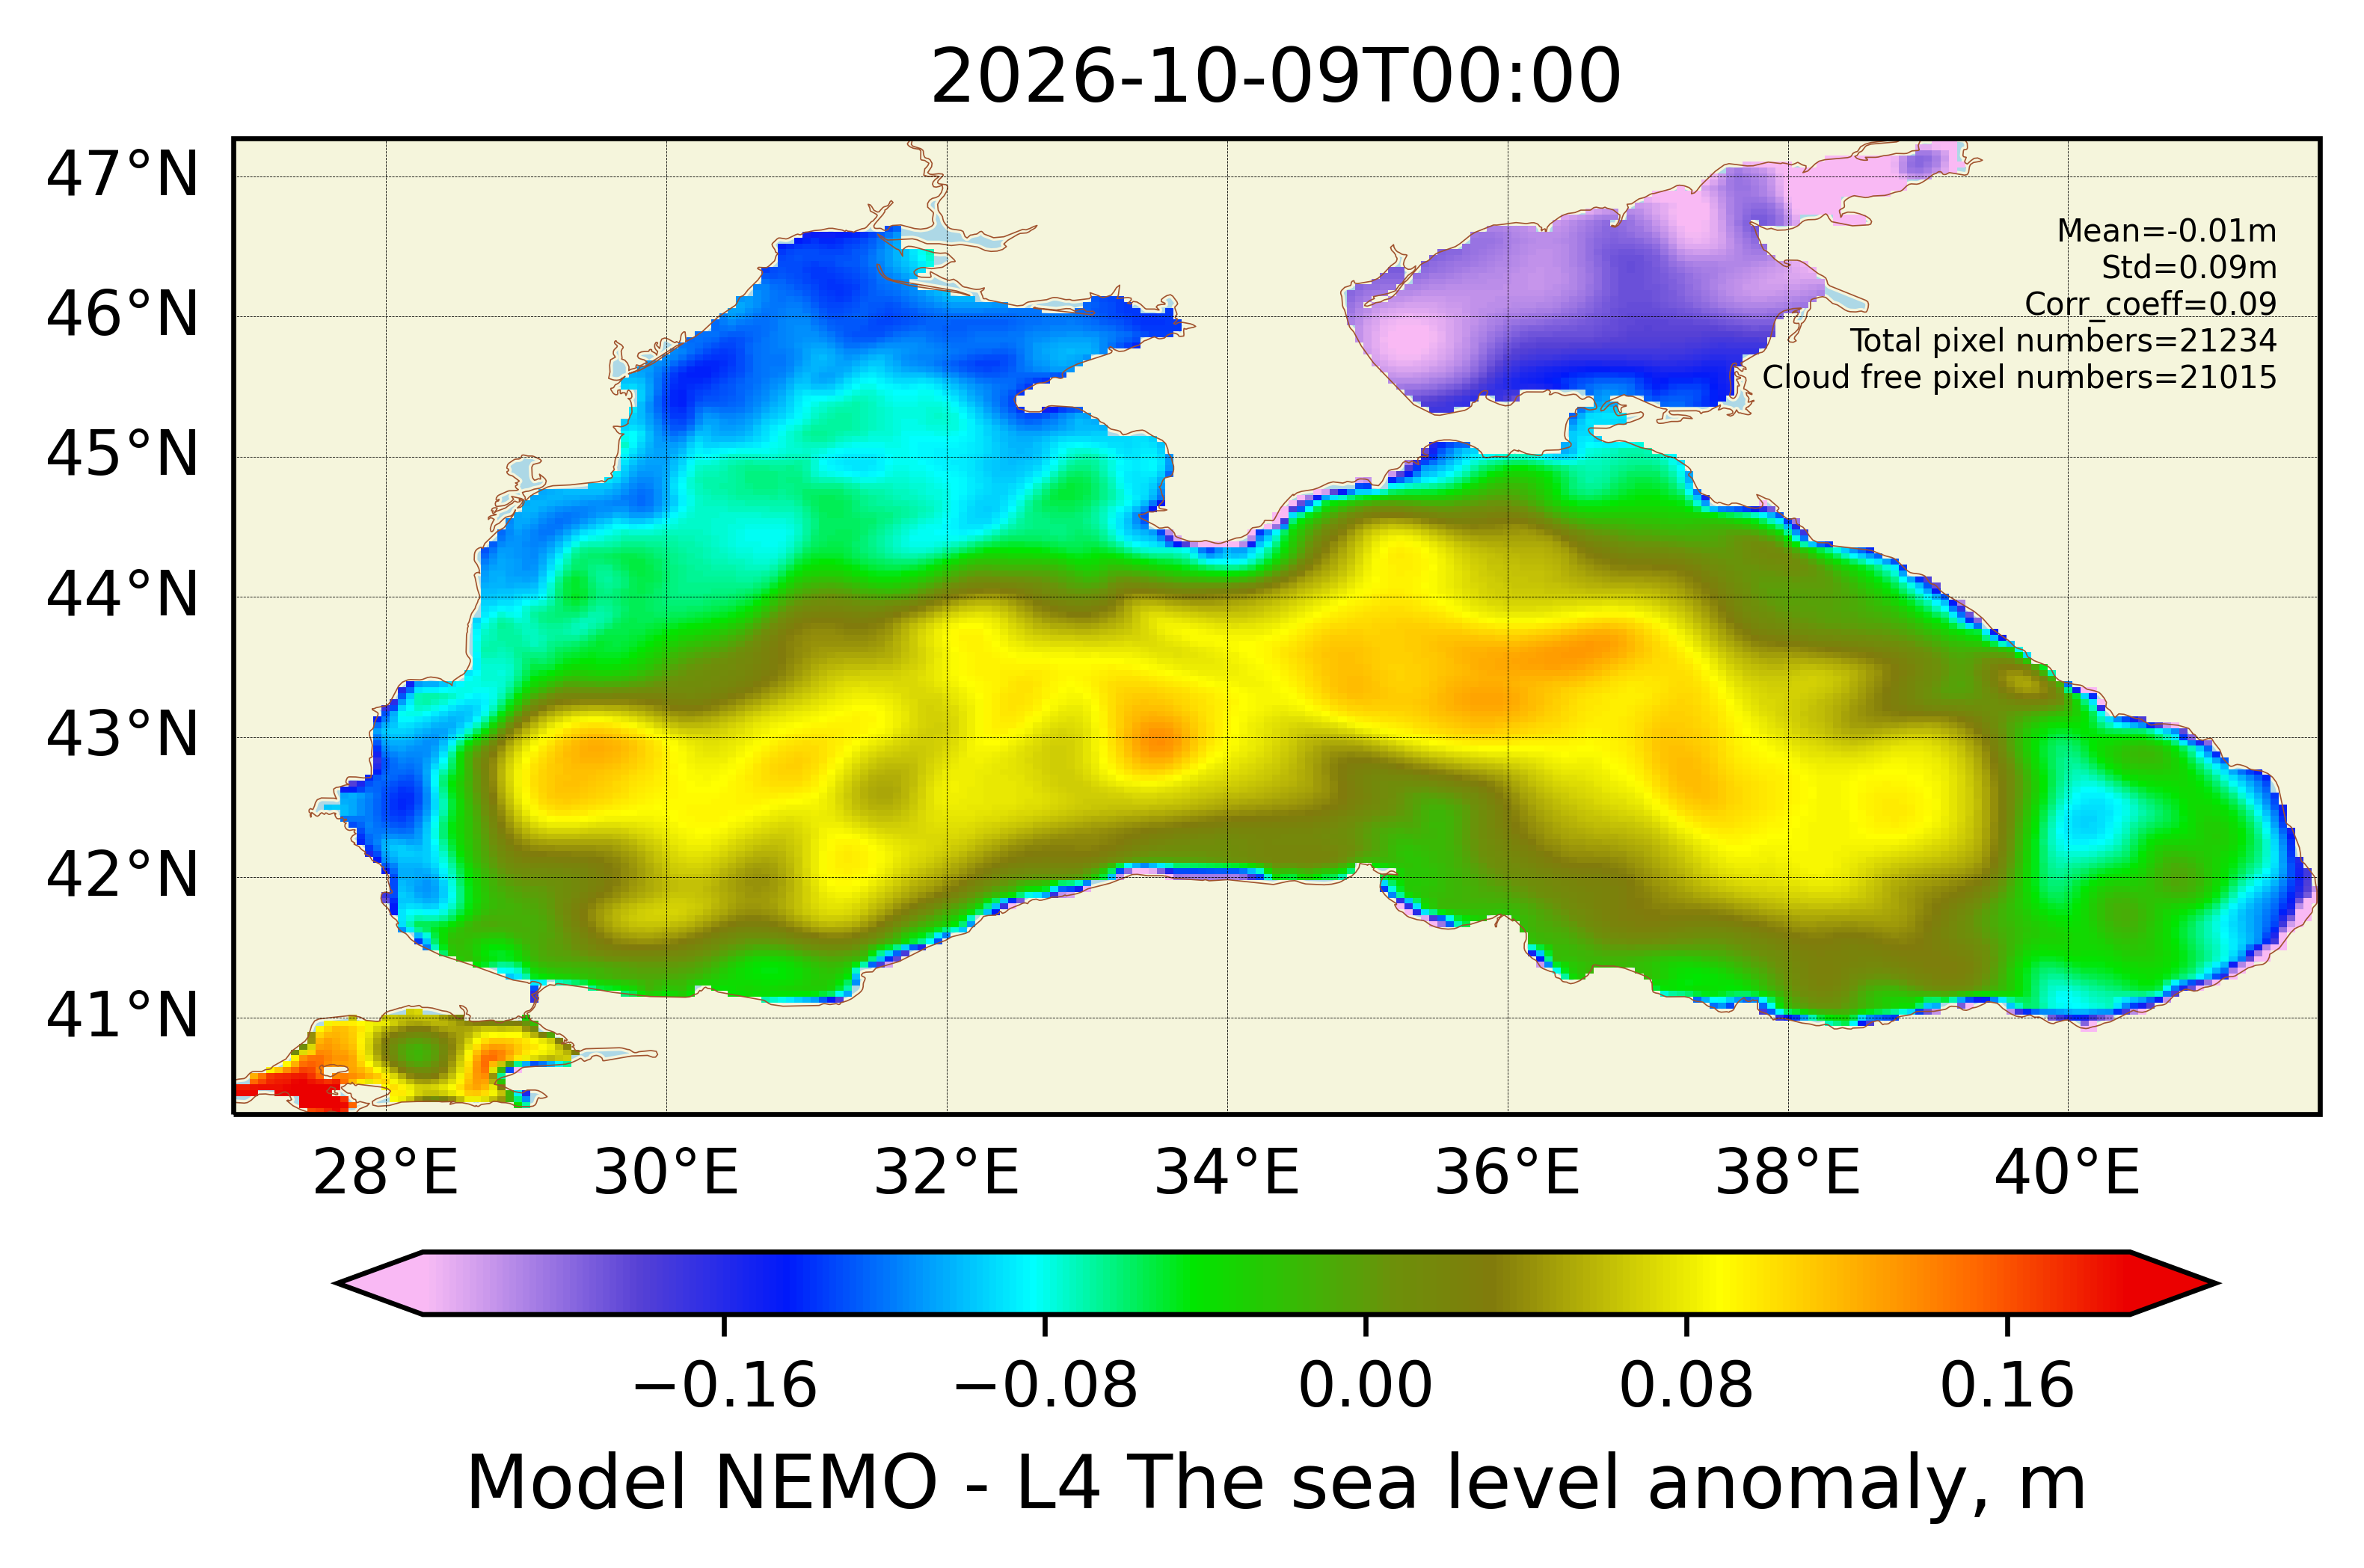 2026-10-09T00:00
47°N
46°N
45°N
44°N
43°N
42°N
41°N
Mean=-0.01m
Std=0.09m
Corr_coeff=0.09
Total pixel numbers=21234
Cloud free pixel numbers=21015
28°E 30°E 32°E 34°E 36°E 38°E 40°E
−0.16 −0.08 0.00 0.08 0.16
Model NEMO - L4 The sea level anomaly, m